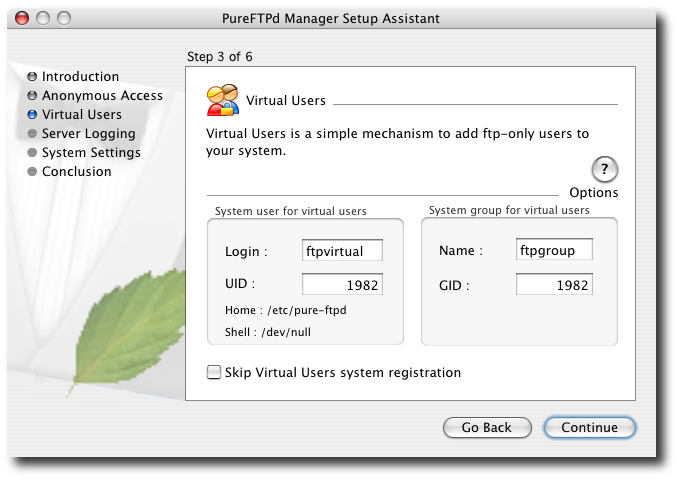 PureFTPd Manager Setup Assistant
Step 3 of 6
Introduction
Anonymous Access
Virtual Users
Server Logging
System Settings
Conclusion
Virtual Users
Virtual Users is a simple mechanism to add ftp-only users to
your system.
?
Options
System user for virtual users
Login : ftpvirtual
UID : 1982
Home : /etc/pure-ftpd
Shell : /dev/null
System group for virtual users
Name : ftpgroup
GID : 1982
Skip Virtual Users system registration
Go Back
Continue